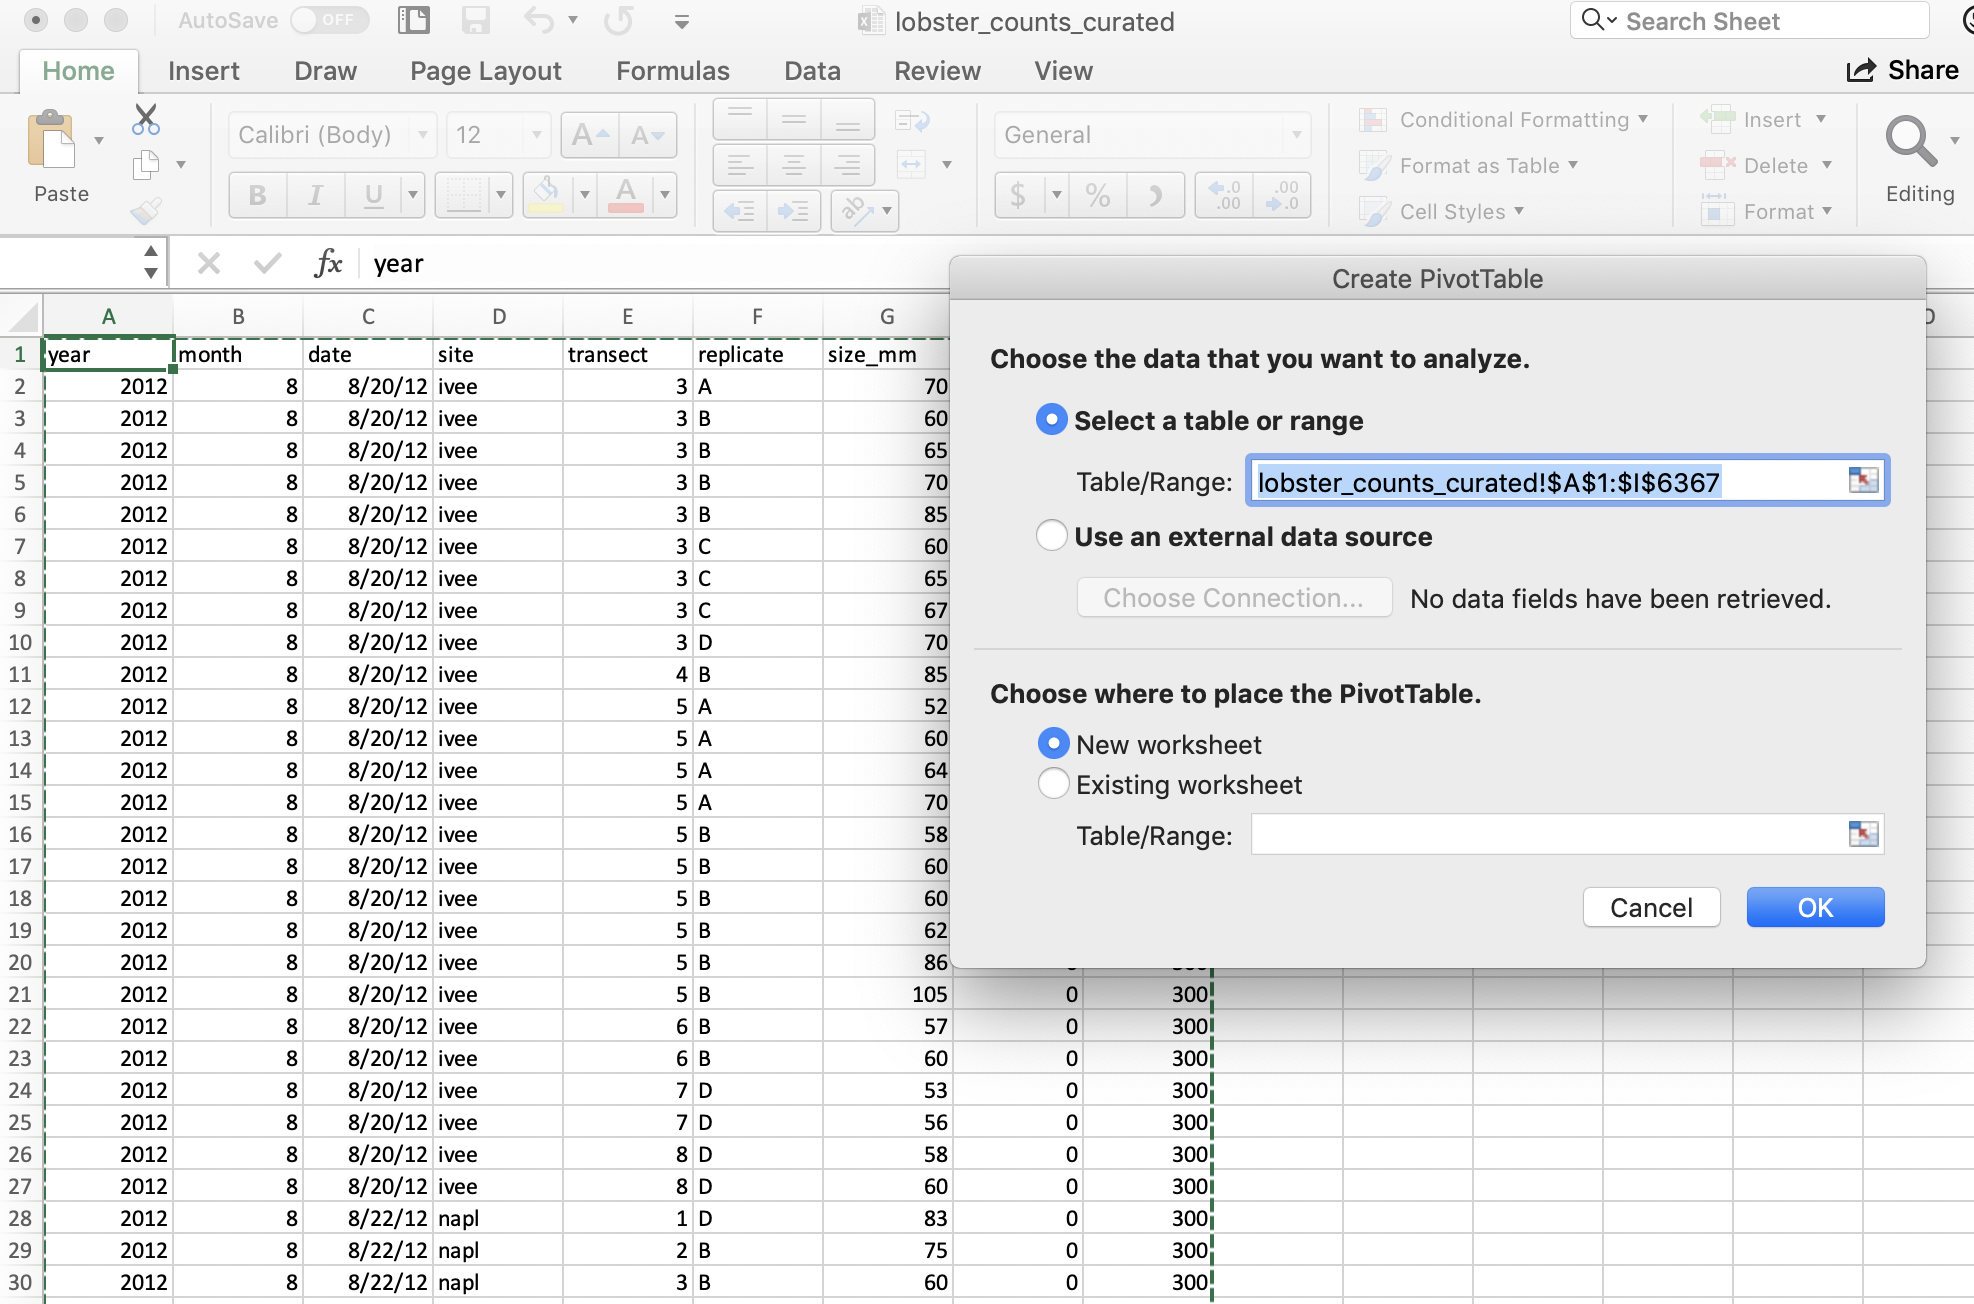 AutoSave OFF lobster_counts_curated Search Sheet
Home Insert Draw Page Layout Formulas Data Review View Share
Paste Calibri (Body) 12 A A General Conditional Formatting Insert
B I U A $ % Format as Table Delete Editing
Cell Styles Format
fx year
Create PivotTable
A B C D E F G
1 year month date site transect replicate size_mm
2 2012 8 8/20/12 ivee 3 A 70
3 2012 8 8/20/12 ivee 3 B 60
4 2012 8 8/20/12 ivee 3 B 65
5 2012 8 8/20/12 ivee 3 B 70
6 2012 8 8/20/12 ivee 3 B 85
7 2012 8 8/20/12 ivee 3 C 60
8 2012 8 8/20/12 ivee 3 C 65
9 2012 8 8/20/12 ivee 3 C 67
10 2012 8 8/20/12 ivee 3 D 70
11 2012 8 8/20/12 ivee 4 B 85
12 2012 8 8/20/12 ivee 5 A 52
13 2012 8 8/20/12 ivee 5 A 60
14 2012 8 8/20/12 ivee 5 A 64
15 2012 8 8/20/12 ivee 5 A 70
16 2012 8 8/20/12 ivee 5 B 58
17 2012 8 8/20/12 ivee 5 B 60
18 2012 8 8/20/12 ivee 5 B 60
19 2012 8 8/20/12 ivee 5 B 62
20 2012 8 8/20/12 ivee 5 B 86
21 2012 8 8/20/12 ivee 5 B 105 0 300
22 2012 8 8/20/12 ivee 6 B 57 0 300
23 2012 8 8/20/12 ivee 6 B 60 0 300
24 2012 8 8/20/12 ivee 7 D 53 0 300
25 2012 8 8/20/12 ivee 7 D 56 0 300
26 2012 8 8/20/12 ivee 8 D 58 0 300
27 2012 8 8/20/12 ivee 8 D 60 0 300
28 2012 8 8/22/12 napl 1 D 83 0 300
29 2012 8 8/22/12 napl 2 B 75 0 300
30 2012 8 8/22/12 napl 3 B 60 0 300
Choose the data that you want to analyze.
Select a table or range
Table/Range: lobster_counts_curated!$A$1:$I$6367
Use an external data source
Choose Connection... No data fields have been retrieved.
Choose where to place the PivotTable.
New worksheet
Existing worksheet
Table/Range:
Cancel OK